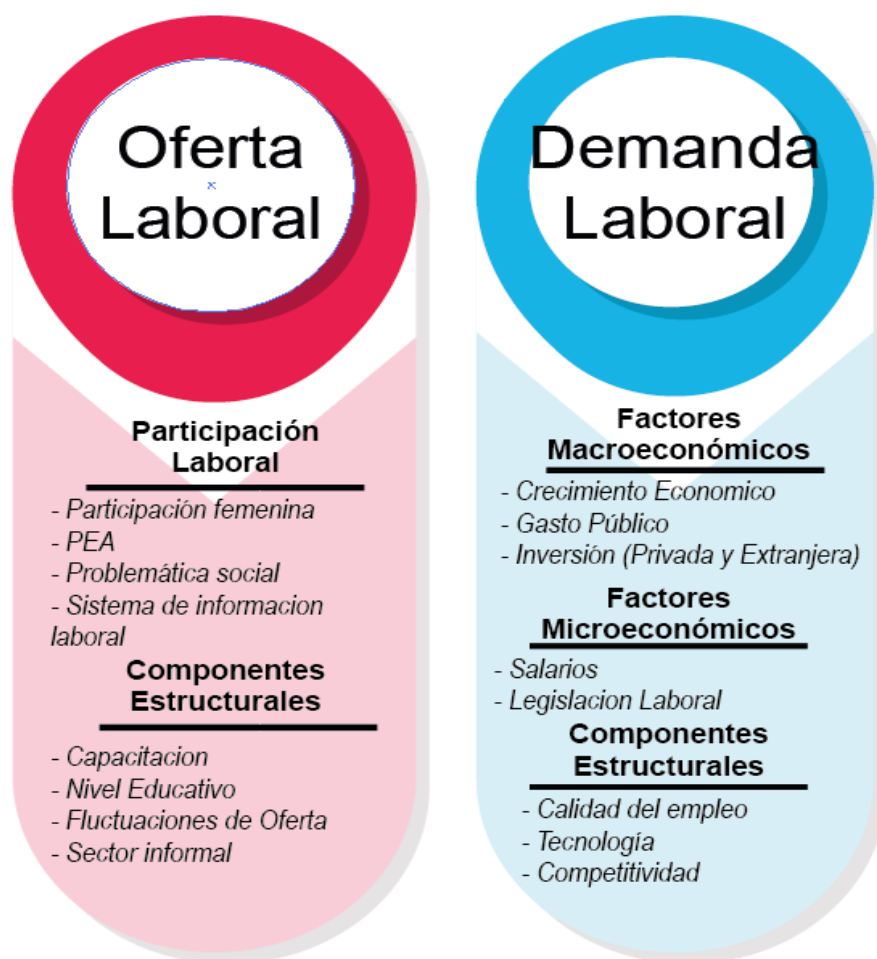 Oferta
Laboral
Participación
Laboral
- Participación femenina
- PEA
- Problemática social
- Sistema de informacion
laboral
Componentes
Estructurales
- Capacitacion
- Nivel Educativo
- Fluctuaciones de Oferta
- Sector informal
Demanda
Laboral
Factores
Macroeconómicos
- Crecimiento Economico
- Gasto Público
- Inversión (Privada y Extranjera)
Factores
Microeconómicos
- Salarios
- Legislacion Laboral
Componentes
Estructurales
- Calidad del empleo
- Tecnología
- Competitividad